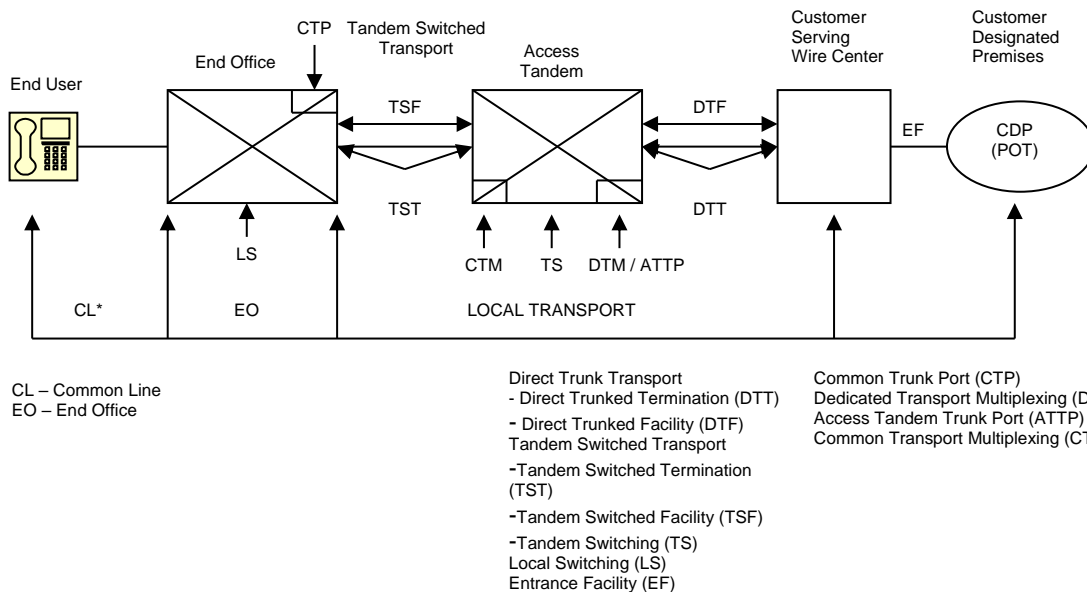 CTP
Tandem Switched
Transport
Customer
Serving
Wire Center
Customer
Designated
Premises
End Office
Access
Tandem
End User
TSF
DTF
EF
CDP
(POT)
TST
DTT
LS
CTM
TS
DTM / ATTP
CL*
EO
LOCAL TRANSPORT
CL – Common Line
EO – End Office
Direct Trunk Transport
- Direct Trunked Termination (DTT)
- Direct Trunked Facility (DTF)
Tandem Switched Transport
-Tandem Switched Termination
(TST)
-Tandem Switched Facility (TSF)
-Tandem Switching (TS)
Local Switching (LS)
Entrance Facility (EF)
Common Trunk Port (CTP)
Dedicated Transport Multiplexing (D
Access Tandem Trunk Port (ATTP)
Common Transport Multiplexing (CT